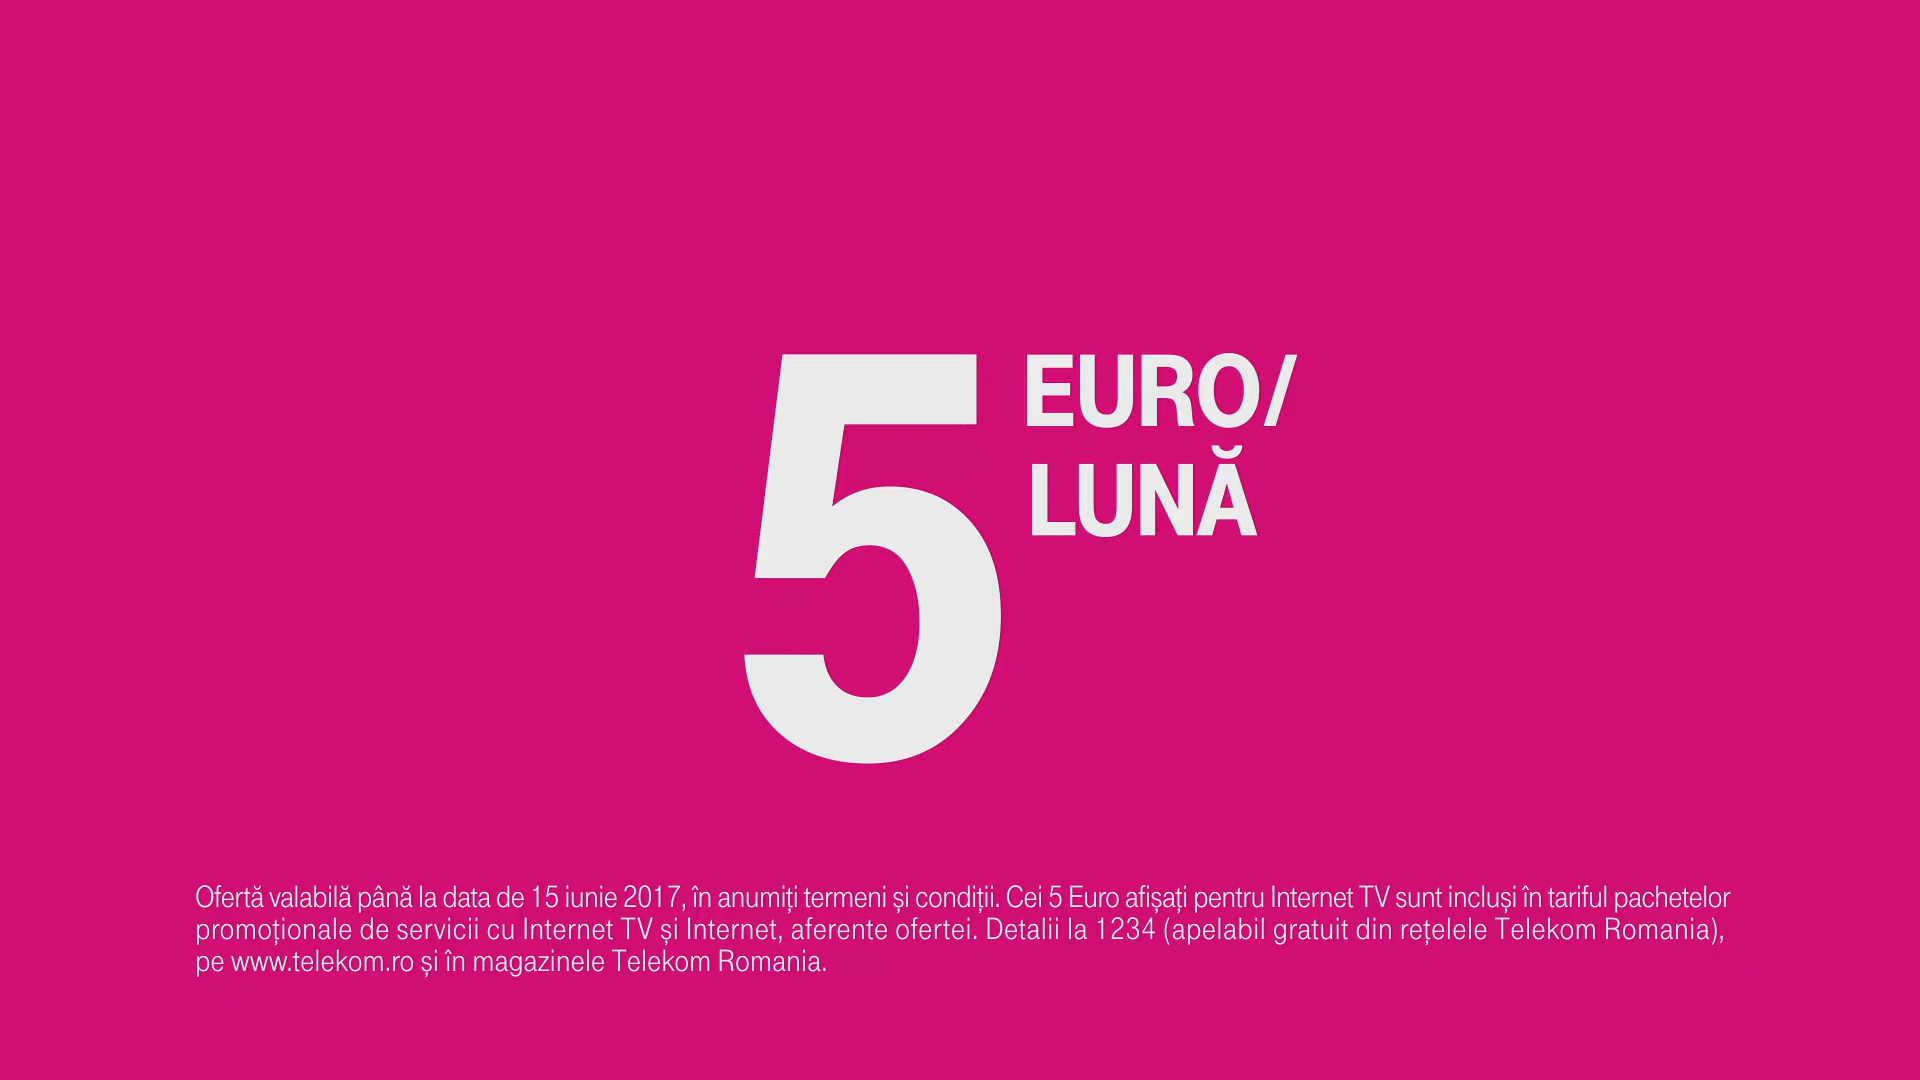 5 EURO/
LUNĂ
Ofertă valabilă până la data de 15 iunie 2017, în anumiți termeni și condiții. Cei 5 Euro afișați pentru Internet TV sunt incluși în tariful pachetelor
promoționale de servicii cu Internet TV și Internet, aferente ofertei. Detalii la 1234 (apelabil gratuit din rețelele Telekom Romania),
pe www.telekom.ro și în magazinele Telekom Romania.